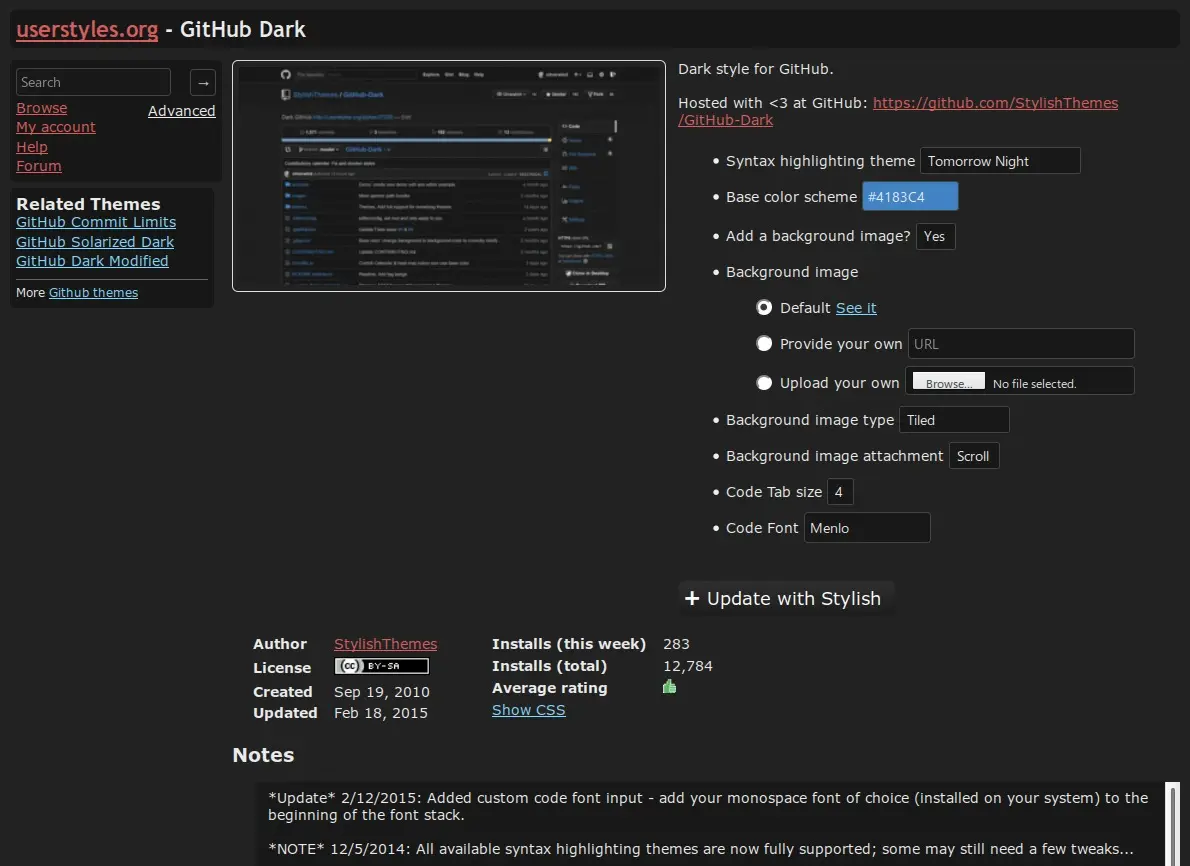 userstyles.org - GitHub Dark
Search
→
Browse
Advanced
My account
Help
Forum
Related Themes
GitHub Commit Limits
GitHub Solarized Dark
GitHub Dark Modified
More Github themes
StylishThemes / GitHub-Dark
Dark style for GitHub.
Hosted with <3 at GitHub: https://github.com/StylishThemes
/GitHub-Dark
• Syntax highlighting theme Tomorrow Night
• Base color scheme #4183C4
• Add a background image? Yes
• Background image
Default See it
Provide your own URL
Upload your own Browse... No file selected.
• Background image type Tiled
• Background image attachment Scroll
• Code Tab size 4
• Code Font Menlo
+ Update with Stylish
Author StylishThemes
License CC BY-SA
Created Sep 19, 2010
Updated Feb 18, 2015
Installs (this week) 283
Installs (total) 12,784
Average rating
Show CSS
Notes
*Update* 2/12/2015: Added custom code font input - add your monospace font of choice (installed on your system) to the
beginning of the font stack.
*NOTE* 12/5/2014: All available syntax highlighting themes are now fully supported; some may still need a few tweaks...